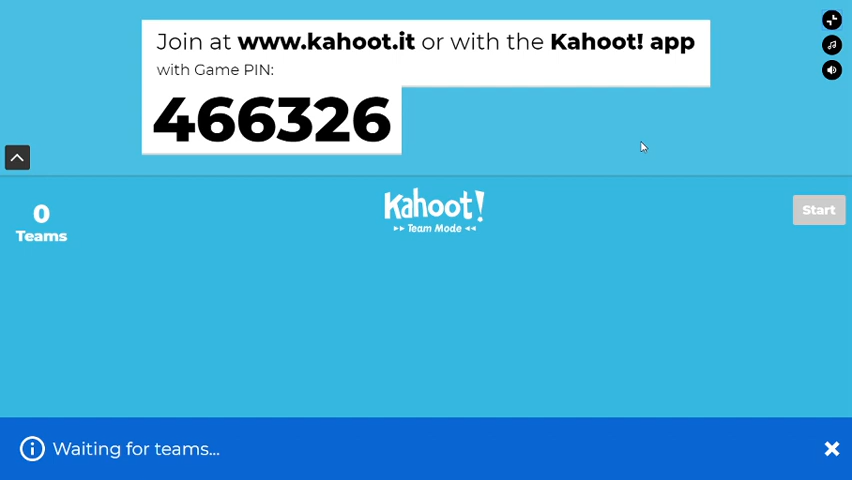 Join at www.kahoot.it or with the Kahoot! app
with Game PIN:
466326
0
Teams
Kahoot!
Team Mode
Start
Waiting for teams...